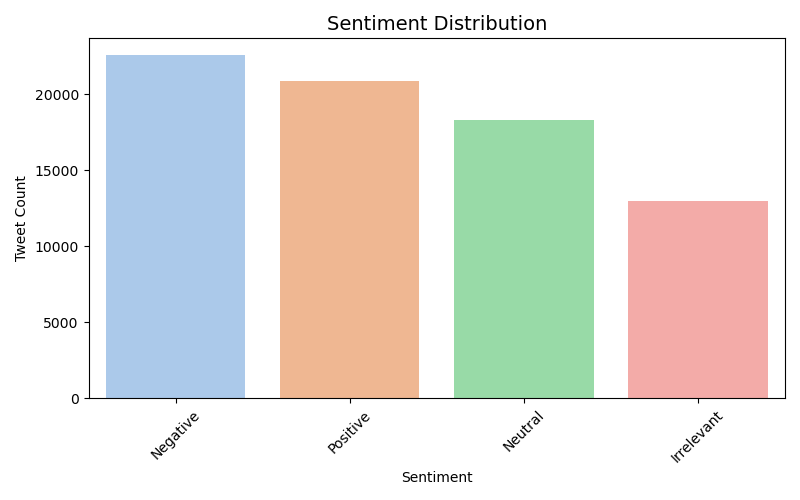 Sentiment Distribution
Tweet Count
20000
15000
10000
5000
0
Negative
Positive
Neutral
Irrelevant
Sentiment